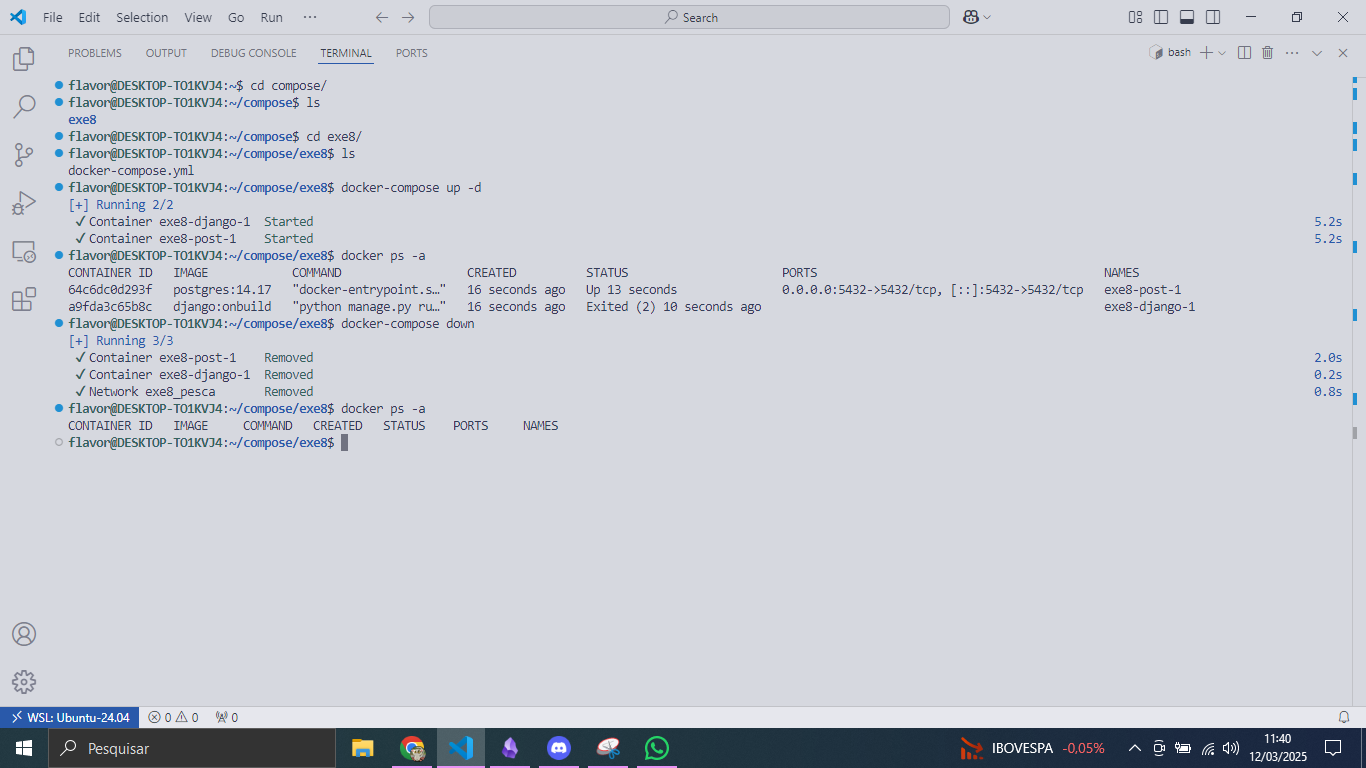 File Edit Selection View Go Run ···
Search
PROBLEMS OUTPUT DEBUG CONSOLE TERMINAL PORTS
bash
flavor@DESKTOP-TO1KVJ4:~$ cd compose/
flavor@DESKTOP-TO1KVJ4:~/compose$ ls
exe8
flavor@DESKTOP-TO1KVJ4:~/compose$ cd exe8/
flavor@DESKTOP-TO1KVJ4:~/compose/exe8$ ls
docker-compose.yml
flavor@DESKTOP-TO1KVJ4:~/compose/exe8$ docker-compose up -d
[+] Running 2/2
✓ Container exe8-django-1 Started 5.2s
✓ Container exe8-post-1 Started 5.2s
flavor@DESKTOP-TO1KVJ4:~/compose/exe8$ docker ps -a
CONTAINER ID IMAGE COMMAND CREATED STATUS PORTS NAMES
64c6dc0d293f postgres:14.17 "docker-entrypoint.s…" 16 seconds ago Up 13 seconds 0.0.0.0:5432->5432/tcp, [::]:5432->5432/tcp exe8-post-1
a9fda3c65b8c django:onbuild "python manage.py ru…" 16 seconds ago Exited (2) 10 seconds ago exe8-django-1
flavor@DESKTOP-TO1KVJ4:~/compose/exe8$ docker-compose down
[+] Running 3/3
✓ Container exe8-post-1 Removed 2.0s
✓ Container exe8-django-1 Removed 0.2s
✓ Network exe8_pesca Removed 0.8s
flavor@DESKTOP-TO1KVJ4:~/compose/exe8$ docker ps -a
CONTAINER ID IMAGE COMMAND CREATED STATUS PORTS NAMES
flavor@DESKTOP-TO1KVJ4:~/compose/exe8$
WSL: Ubuntu-24.04 0 0 0
Pesquisar
IBOVESPA -0,05%
11:40
12/03/2025